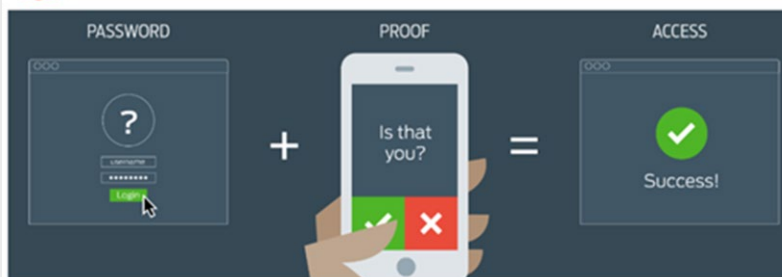 PASSWORD
PROOF
ACCESS
?
username
Login
+
Is that
you?
=
Success!